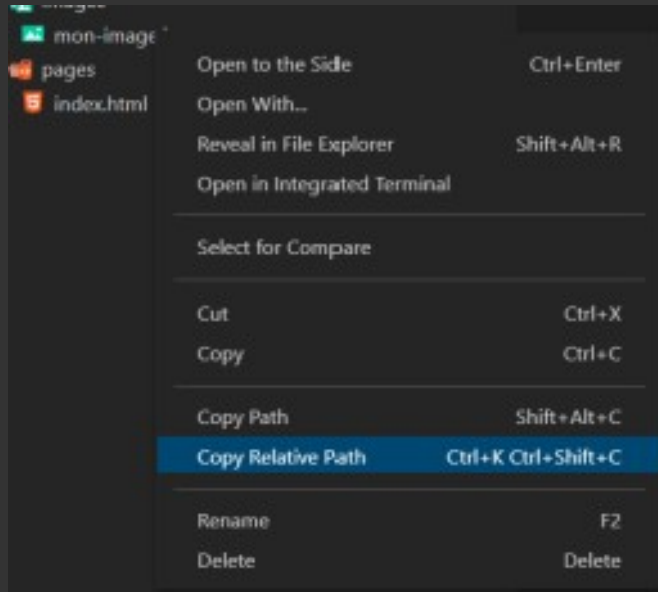 images
mon-image
pages
index.html
Open to the Side Ctrl+Enter
Open With...
Reveal in File Explorer Shift+Alt+R
Open in Integrated Terminal
Select for Compare
Cut Ctrl+X
Copy Ctrl+C
Copy Path Shift+Alt+C
Copy Relative Path Ctrl+K Ctrl+Shift+C
Rename F2
Delete Delete